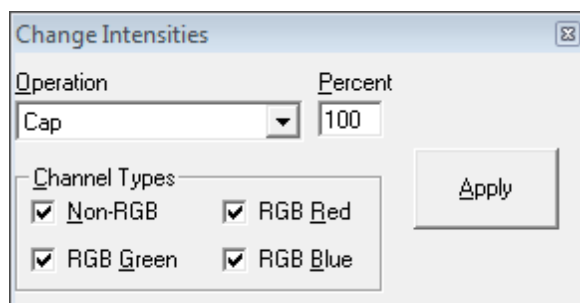 Change Intensities
Operation Percent
Cap 100
Channel Types
Non-RGB RGB Red
Apply
RGB Green RGB Blue